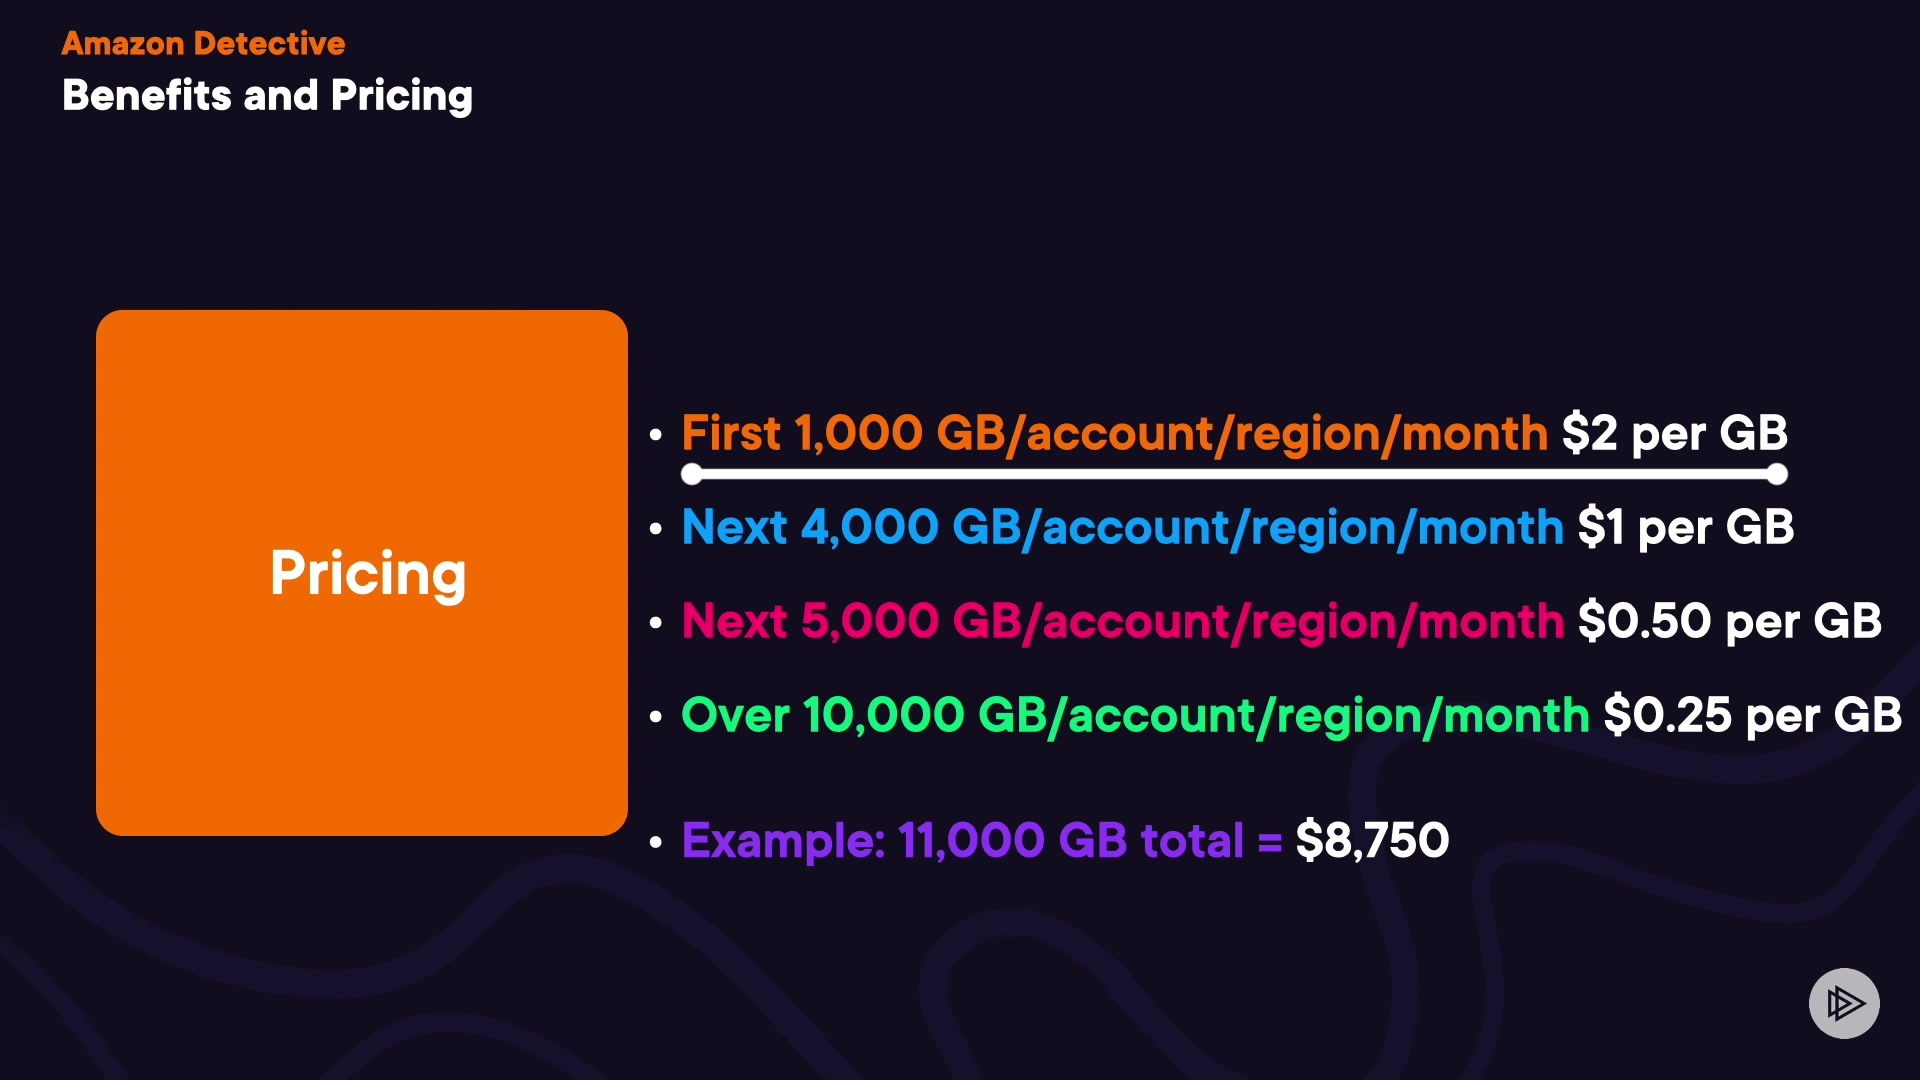 Amazon Detective
Benefits and Pricing
Pricing
• First 1,000 GB/account/region/month $2 per GB
• Next 4,000 GB/account/region/month $1 per GB
• Next 5,000 GB/account/region/month $0.50 per GB
• Over 10,000 GB/account/region/month $0.25 per GB
• Example: 11,000 GB total = $8,750